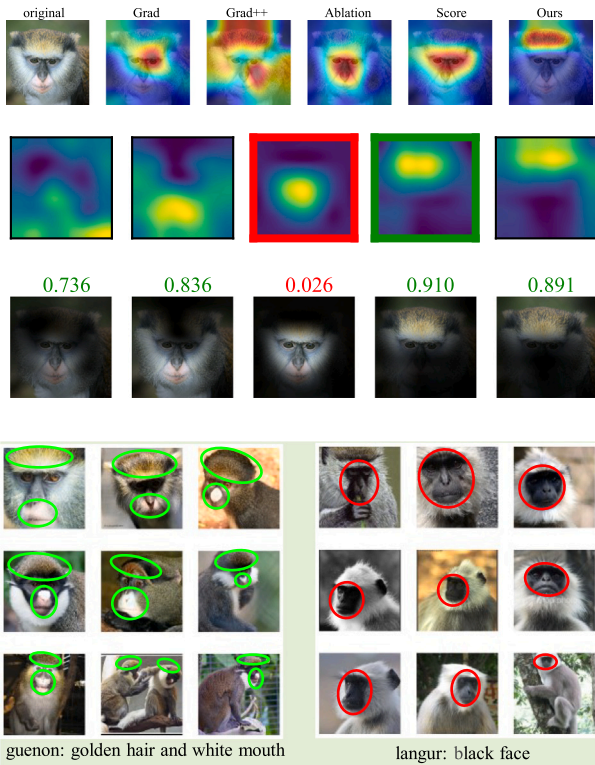 original Grad Grad++ Ablation Score Ours
0.736 0.836 0.026 0.910 0.891
guenon: golden hair and white mouth
langur: black face